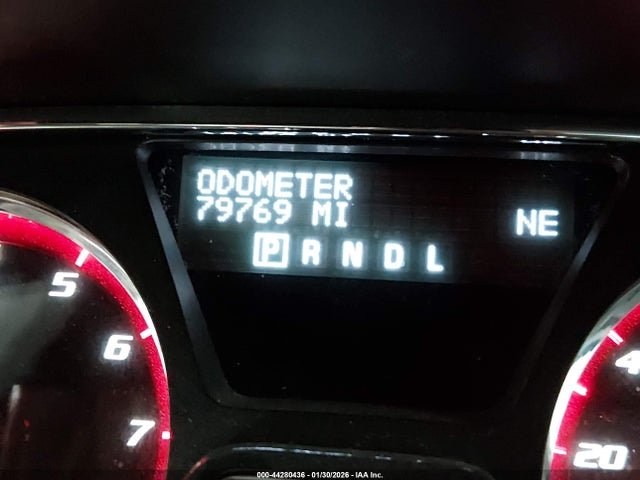 ODOMETER
79769 MI
NE
P R N D L
5
6
7
4
20
000-44280436 - 01/30/2026 - IAA Inc.